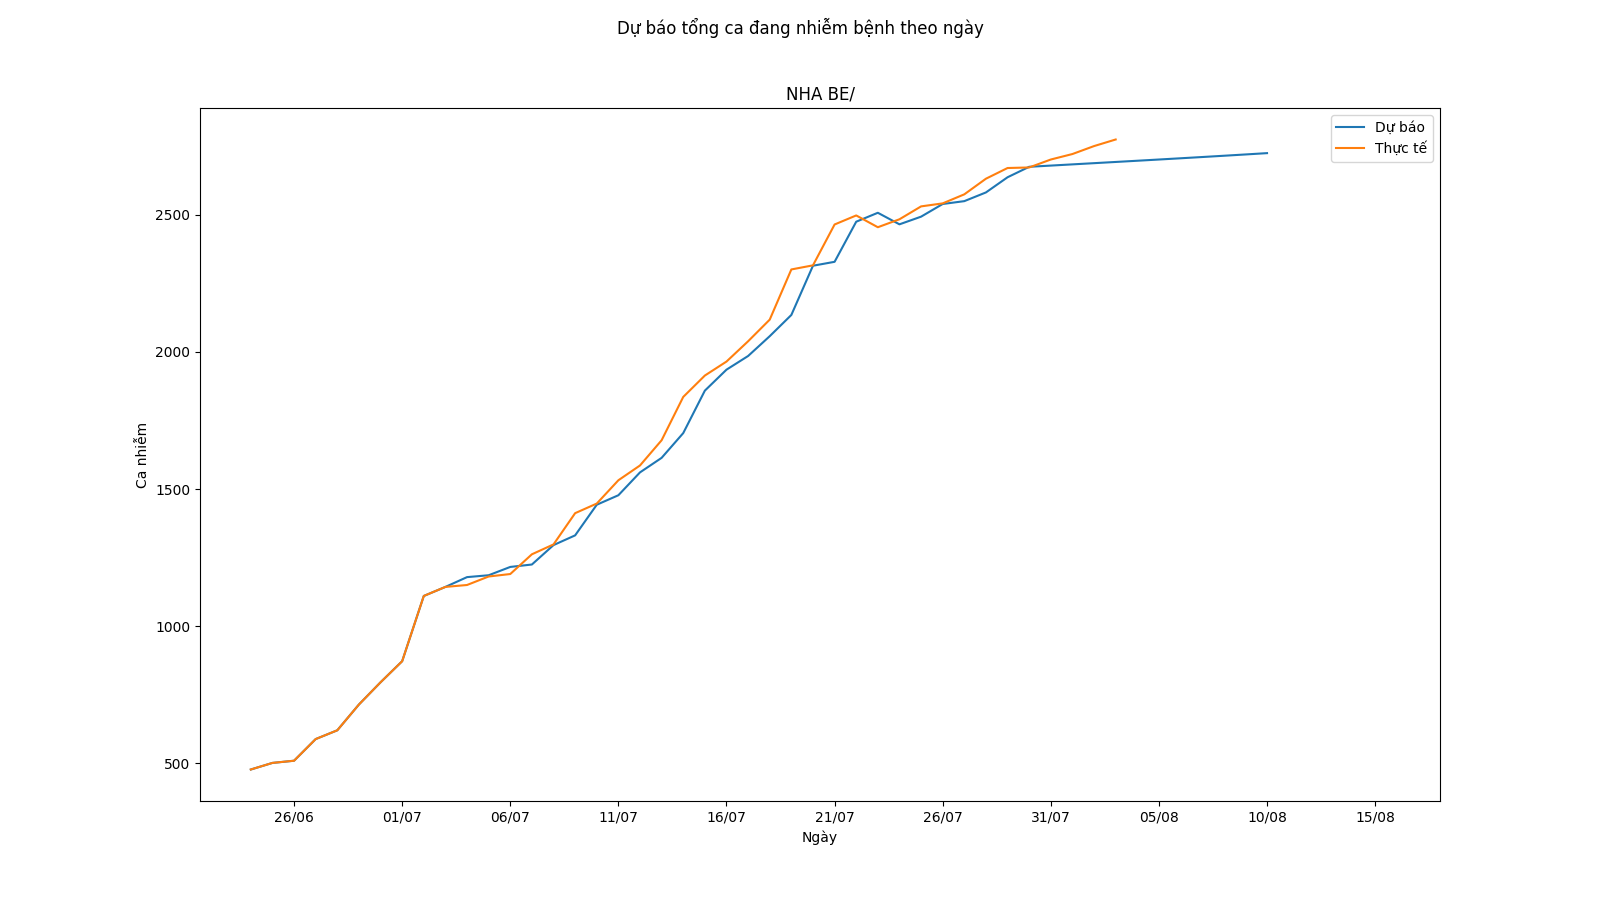 Dự báo tổng ca đang nhiễm bệnh theo ngày
NHA BE/
Dự báo
Thực tế
2500
2000
1500
1000
500
Ca nhiễm
26/06 01/07 06/07 11/07 16/07 21/07 26/07 31/07 05/08 10/08 15/08
Ngày